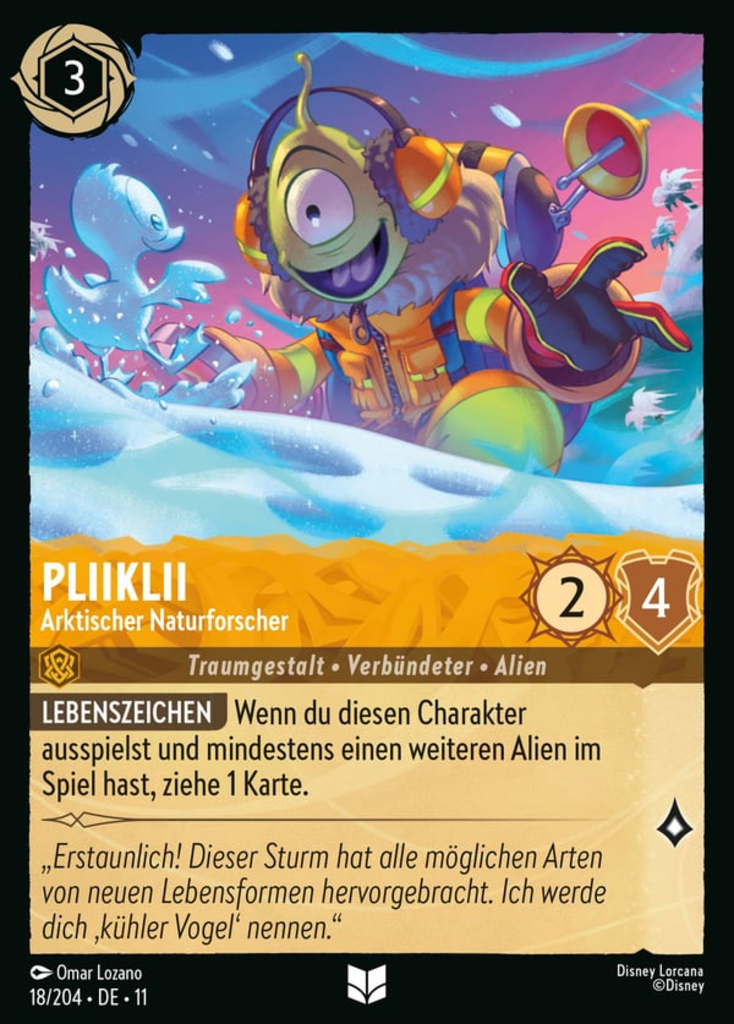 3
PLIIKLII
Arktischer Naturforscher
2
4
Traumgestalt • Verbündeter • Alien
LEBENSZEICHEN Wenn du diesen Charakter
ausspielst und mindestens einen weiteren Alien im
Spiel hast, ziehe 1 Karte.
„Erstaunlich! Dieser Sturm hat alle möglichen Arten
von neuen Lebensformen hervorgebracht. Ich werde
dich ‚kühler Vogel‘ nennen.“
Omar Lozano
18/204 • DE • 11
Disney Lorcana
©Disney